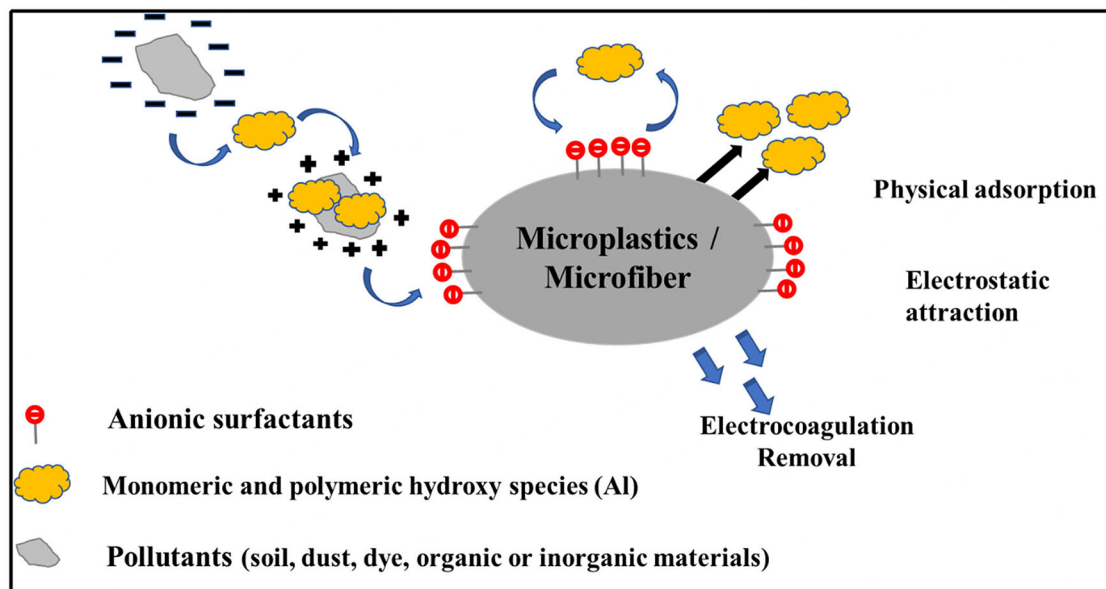 Physical adsorption
Microplastics /
Microfiber
Electrostatic
attraction
Electrocoagulation
Removal
Anionic surfactants
Monomeric and polymeric hydroxy species (Al)
Pollutants (soil, dust, dye, organic or inorganic materials)